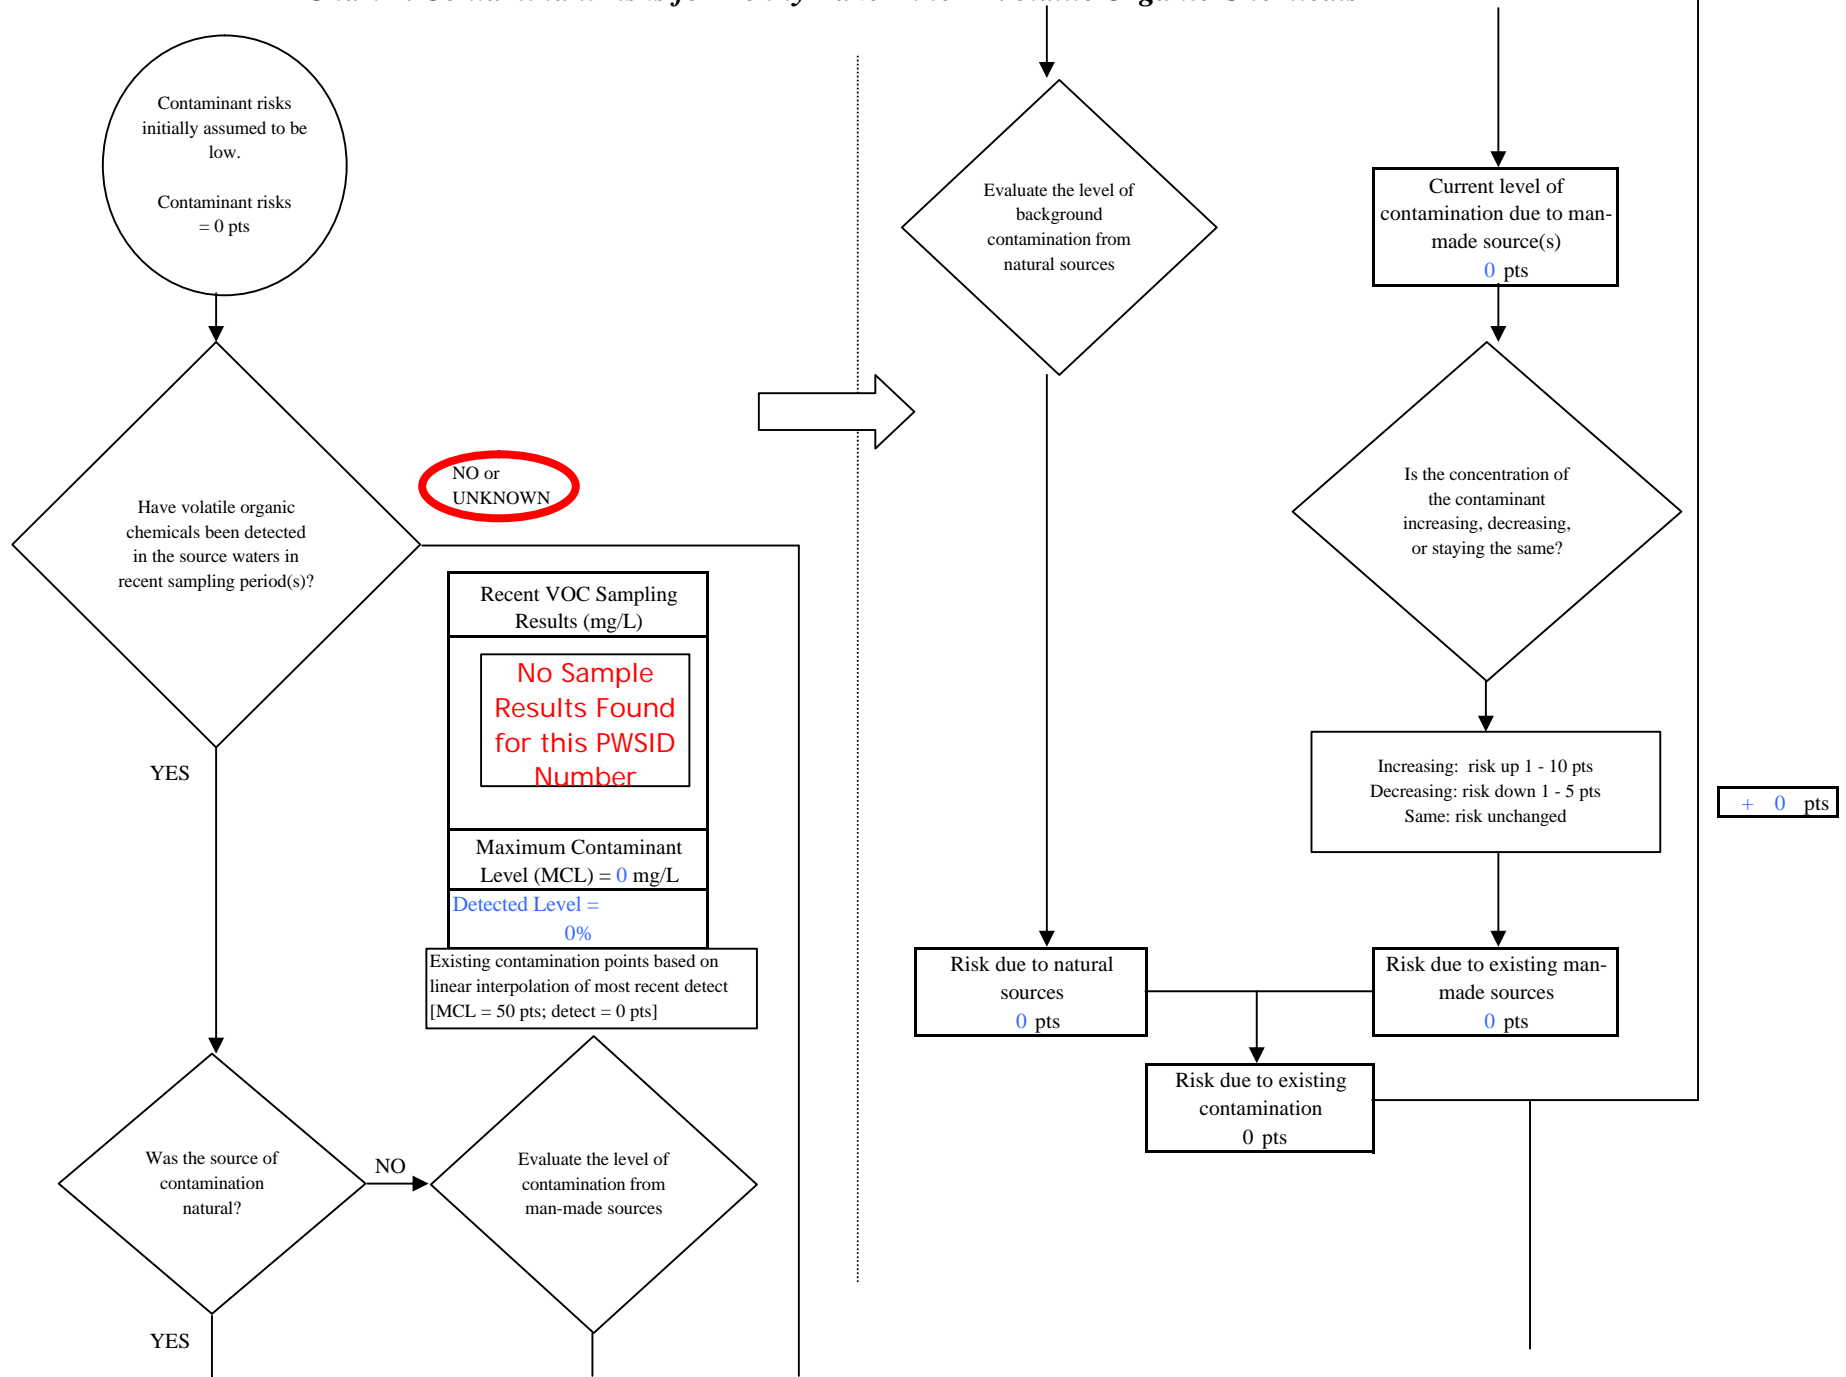 Contaminant risks
initially assumed to be
low.
Contaminant risks
= 0 pts
Have volatile organic
chemicals been detected
in the source waters in
recent sampling period(s)?
NO or
UNKNOWN
YES
Recent VOC Sampling
Results (mg/L)
No Sample
Results Found
for this PWSID
Number
Maximum Contaminant
Level (MCL) = 0 mg/L
Detected Level =
0%
Existing contamination points based on
linear interpolation of most recent detect
[MCL = 50 pts; detect = 0 pts]
Was the source of
contamination
natural?
NO
Evaluate the level of
contamination from
man-made sources
YES
Evaluate the level of
background
contamination from
natural sources
Current level of
contamination due to man-
made source(s)
0 pts
Is the concentration of
the contaminant
increasing, decreasing,
or staying the same?
Increasing: risk up 1 - 10 pts
Decreasing: risk down 1 - 5 pts
Same: risk unchanged
+ 0 pts
Risk due to natural
sources
0 pts
Risk due to existing man-
made sources
0 pts
Risk due to existing
contamination
0 pts